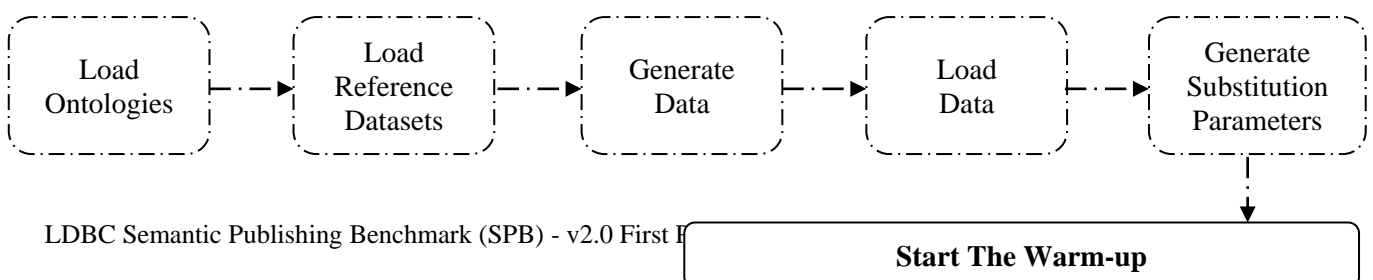 Load
Ontologies
Load
Reference
Datasets
Generate
Data
Load
Data
Generate
Substitution
Parameters
LDBC Semantic Publishing Benchmark (SPB) - v2.0 First
Start The Warm-up